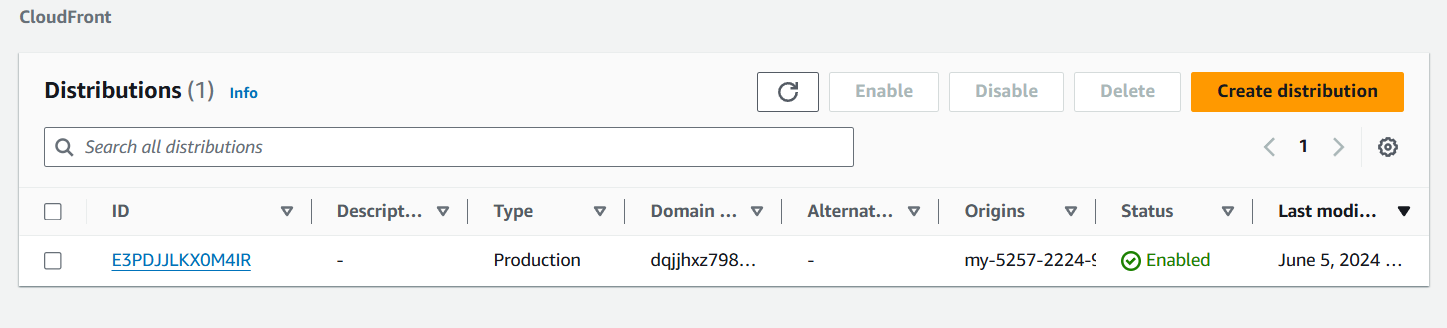 CloudFront
Distributions (1) Info
Enable Disable Delete Create distribution
Search all distributions
1
ID Descript... Type Domain ... Alternat... Origins Status Last modi...
E3PDJJLKX0M4IR - Production dqjjhxz798... - my-5257-2224-9 Enabled June 5, 2024 ...